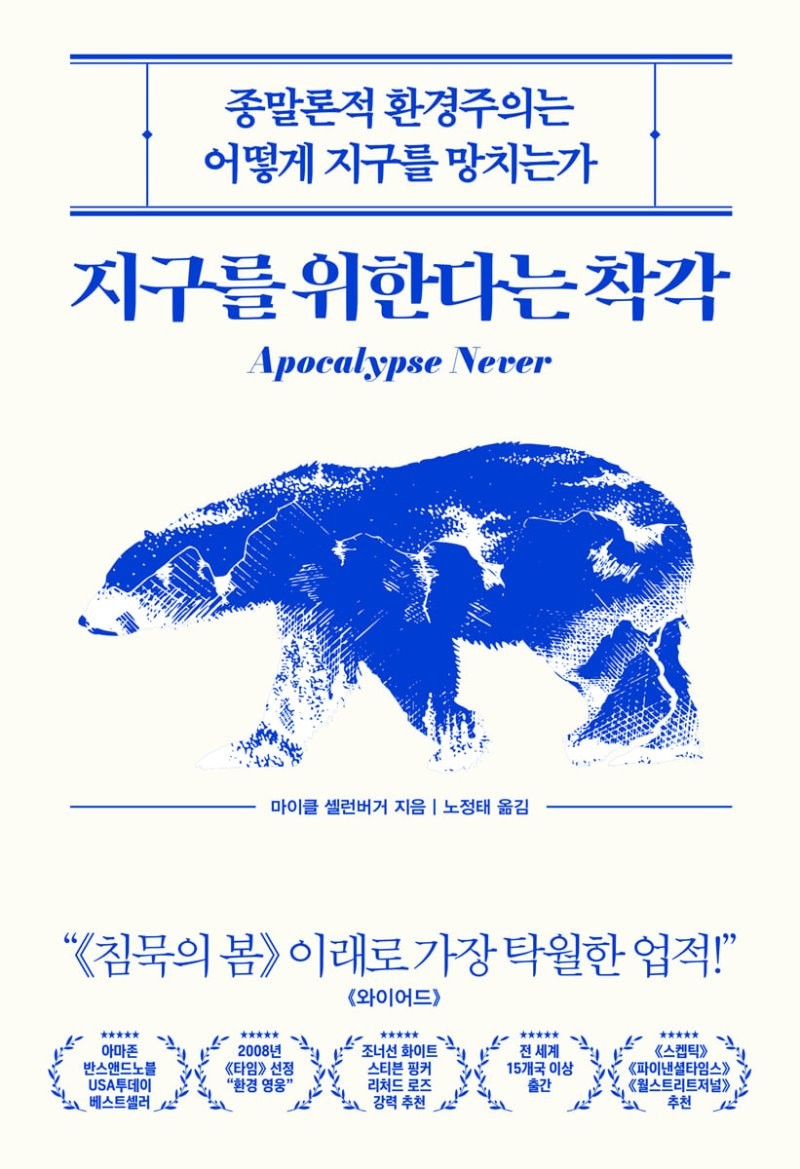 종말론적 환경주의는
어떻게 지구를 망치는가
지구를 위한다는 착각
Apocalypse Never
마이클 셸런버거 지음 | 노정태 옮김
“《침묵의 봄》 이래로 가장 탁월한 업적!”
《와이어드》
★★★★★
아마존
반스앤드노블
USA투데이
베스트셀러
★★★★★
2008년
《타임》 선정
“환경 영웅”
★★★★★
조너선 화이트
스티븐 핑커
리처드 로즈
강력 추천
★★★★★
전 세계
15개국 이상
출간
★★★★★
《스켑틱》
《파이낸셜타임스》
《월스트리트저널》
추천